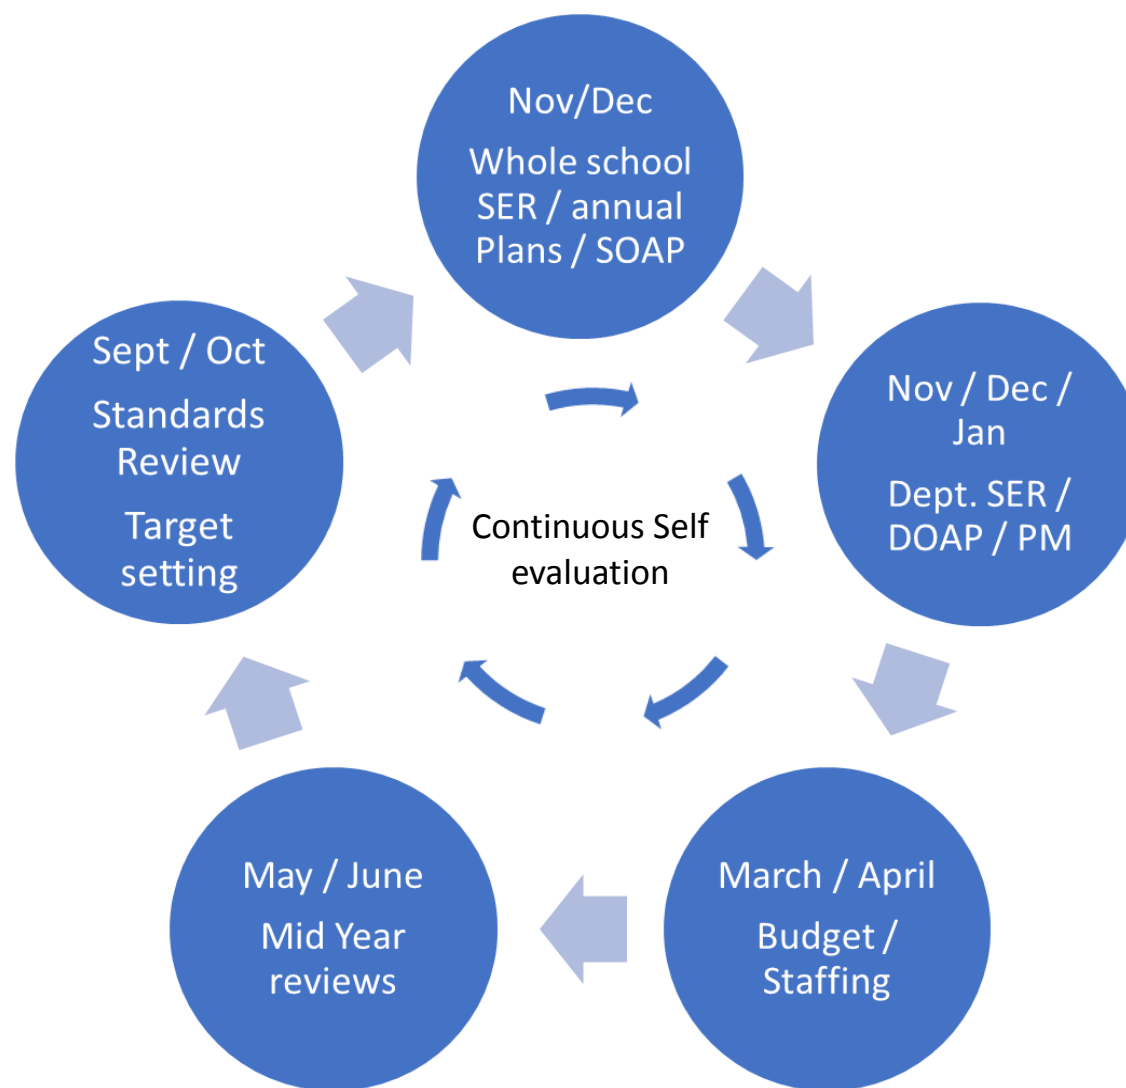 Nov/Dec
Whole school
SER / annual
Plans / SOAP
Nov / Dec /
Jan
Dept. SER /
DOAP / PM
March / April
Budget /
Staffing
May / June
Mid Year
reviews
Sept / Oct
Standards
Review
Target
setting
Continuous Self
evaluation